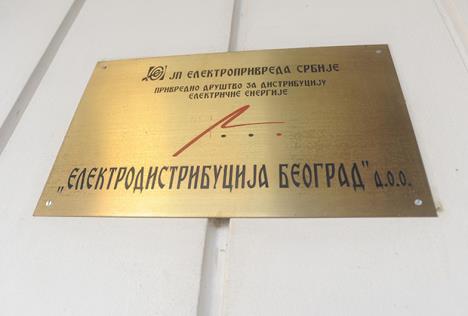 ЈП ЕЛЕКТРОПРИВРЕДА СРБИЈЕ
ПРИВРЕДНО ДРУШТВО ЗА ДИСТРИБУЦИЈУ
ЕЛЕКТРИЧНЕ ЕНЕРГИЈЕ
„ЕЛЕКТРОДИСТРИБУЦИЈА БЕОГРАД" Д.О.О.